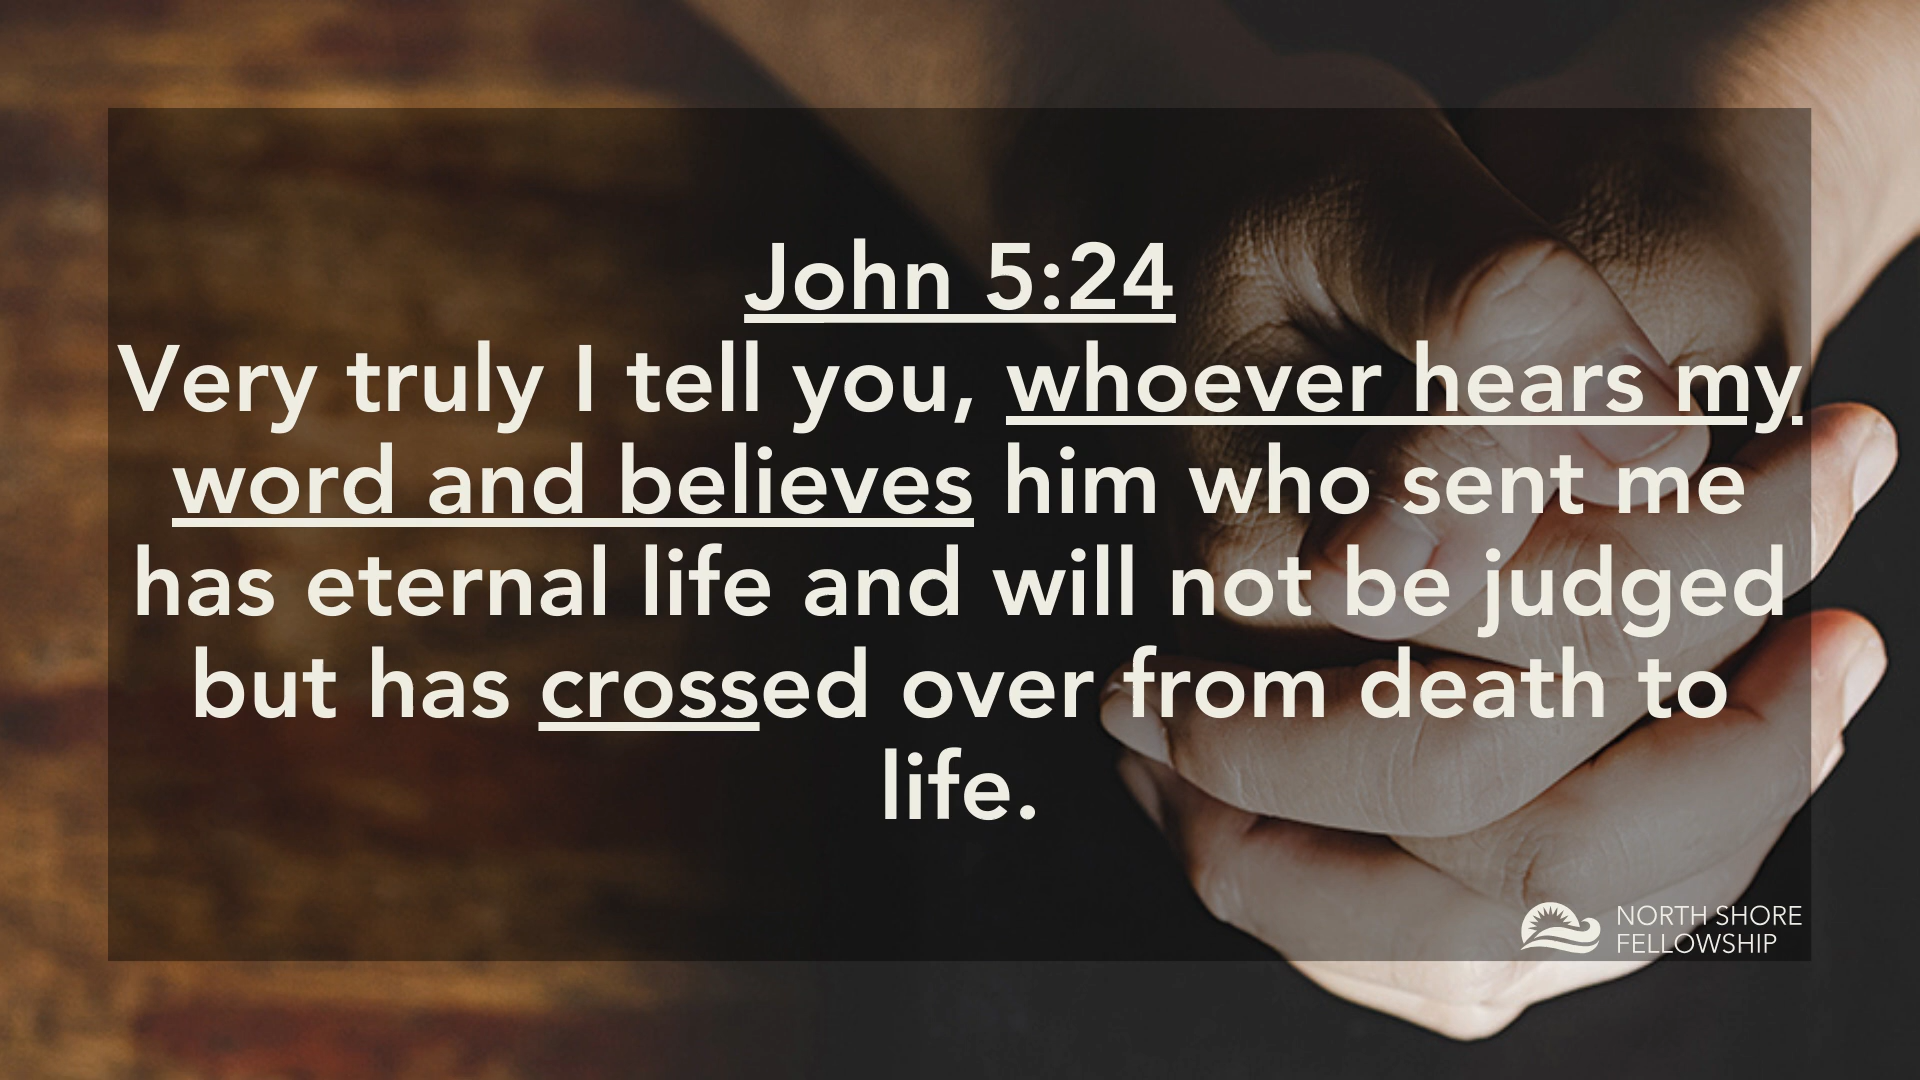 John 5:24
Very truly I tell you, whoever hears my
word and believes him who sent me
has eternal life and will not be judged
but has crossed over from death to
life.
NORTH SHORE
FELLOWSHIP